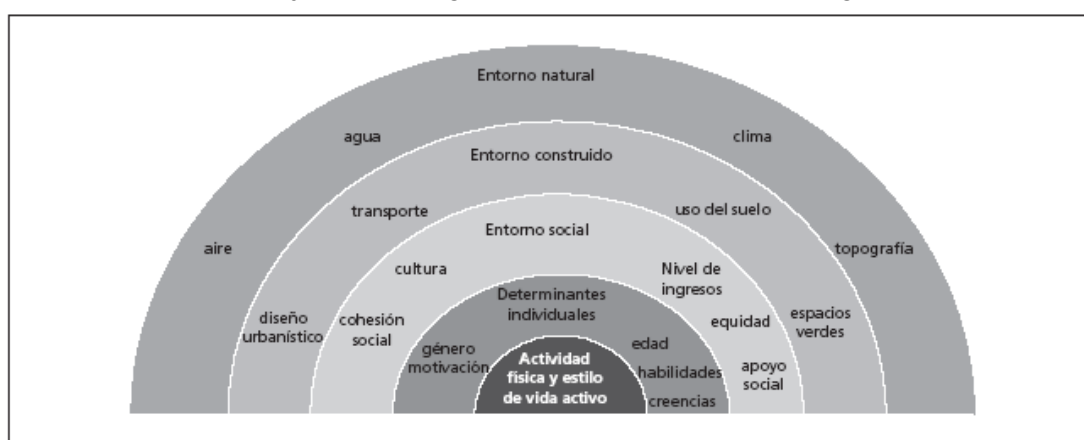 Entorno natural
agua
clima
Entorno construido
transporte
uso del suelo
Entorno social
aire
topografía
cultura
Nivel de
ingresos
Determinantes
individuales
diseño
urbanístico
cohesión
social
equidad
espacios
verdes
género
motivación
edad
habilidades
creencias
apoyo
social
Actividad
física y estilo
de vida activo